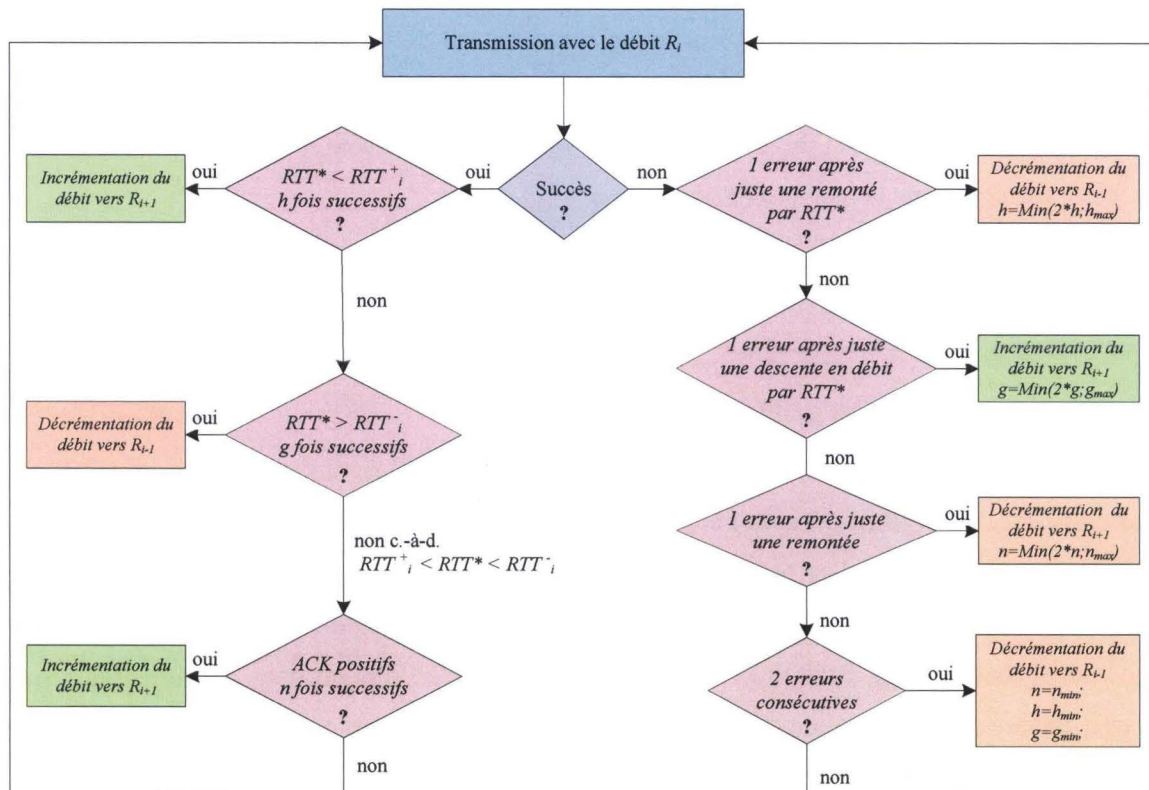 Transmission avec le débit Ri
Succès
?
oui
non
RTT* < RTT+i
h fois successifs
?
oui
Incrémentation du
débit vers Ri+1
non
RTT* > RTT-i
g fois successifs
?
oui
Décrémentation du
débit vers Ri-1
non c.-à-d.
RTT+i < RTT* < RTT-i
ACK positifs
n fois successifs
?
oui
Incrémentation du
débit vers Ri+1
non
1 erreur après
juste une remonté
par RTT*
?
oui
Décrémentation du
débit vers Ri-1
h=Min(2*h;hmax)
non
1 erreur après juste
une descente en débit
par RTT*
?
oui
Incrémentation du
débit vers Ri+1
g=Min(2*g;gmax)
non
1 erreur après juste
une remontée
?
oui
Décrémentation du
débit vers Ri+1
n=Min(2*n;nmax)
non
2 erreurs
consécutives
?
oui
Décrémentation du
débit vers Ri-1
n=nmin;
h=hmin;
g=gmin;
non